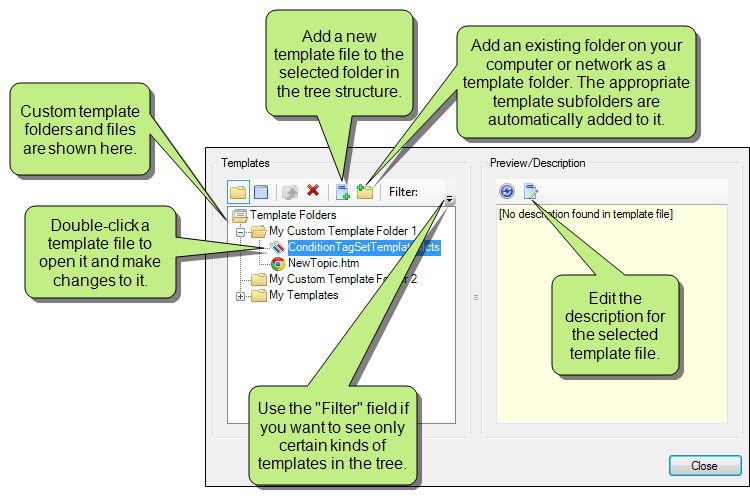 Add a new
template file to the
selected folder in
the tree structure.
Add an existing folder on your
computer or network as a
template folder. The appropriate
template subfolders are
automatically added to it.
Custom template
folders and files
are shown here.
Templates
Filter:
Preview/Description
Template Folders
My Custom Template Folder 1
ConditionTagSetTemplate
NewTopic.htm
My Custom Template Folder 2
My Templates
[No description found in template file]
Double-click a
template file to
open it and make
changes to it.
Edit the
description for
the selected
template file.
Use the "Filter" field if
you want to see only
certain kinds of
templates in the tree.
Close